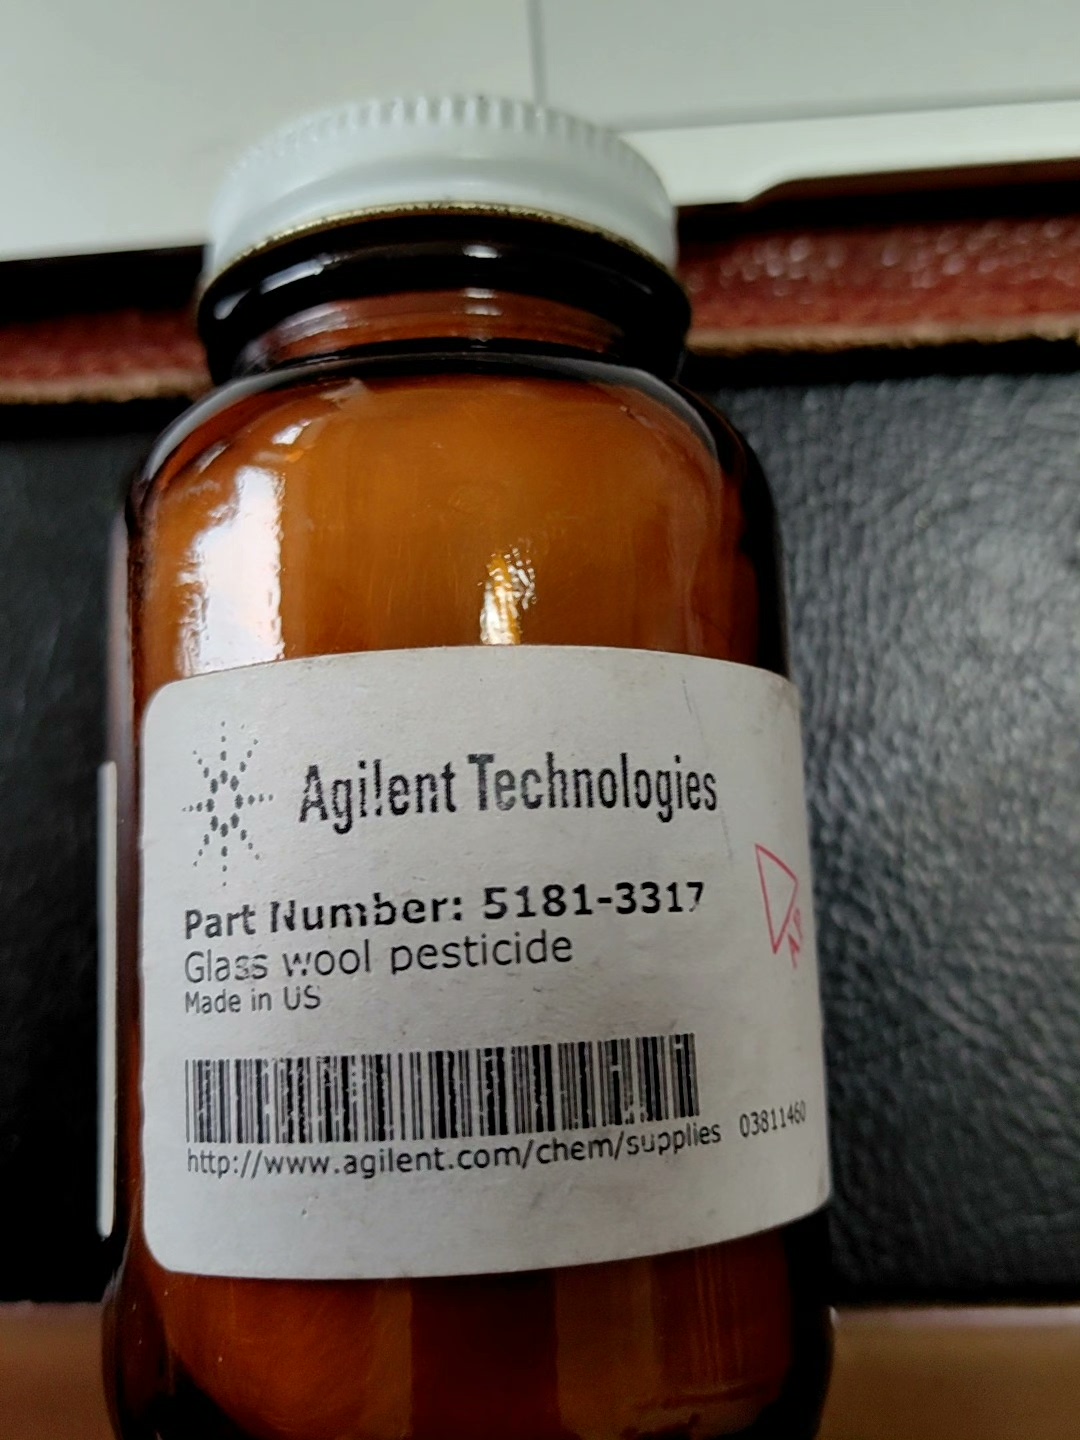 Agilent Technologies
Part Number: 5181-3317
Glass wool pesticide
Made in US
http://www.agilent.com/chem/supplies 03811460